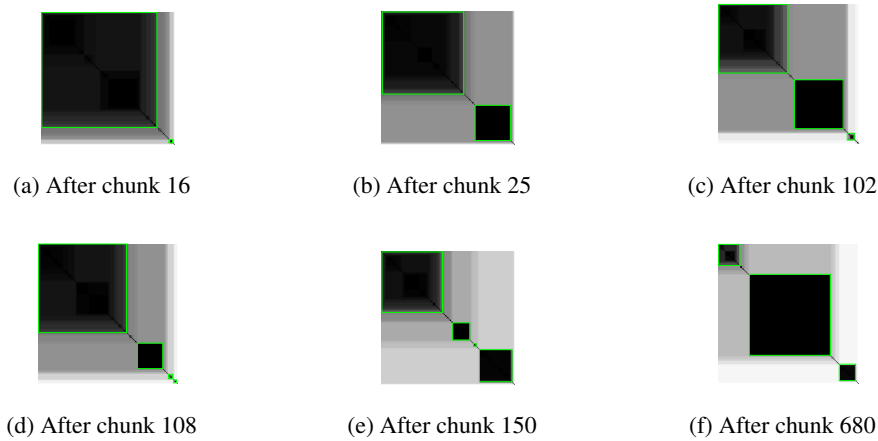 (a) After chunk 16
(b) After chunk 25
(c) After chunk 102
(d) After chunk 108
(e) After chunk 150
(f) After chunk 680